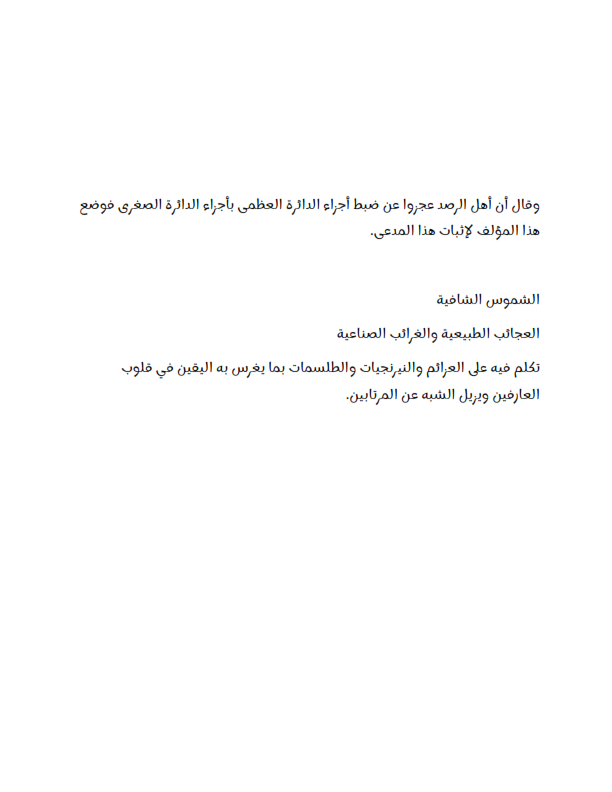 وقال أن أهل الرصد عجزوا عن ضبط أجزاء الدائرة العظمى بأجزاء الدائرة الصغرى فوضع
هذا المؤلف لإثبات هذا المدعى.
الشموس الشافية
العجائب الطبيعية والغرائب الصناعية
تكلم فيه على العزائم والنيرنجيات والطلسمات بما يغرس به اليقين في قلوب
العارفين ويزيل الشبه عن المرتابين.